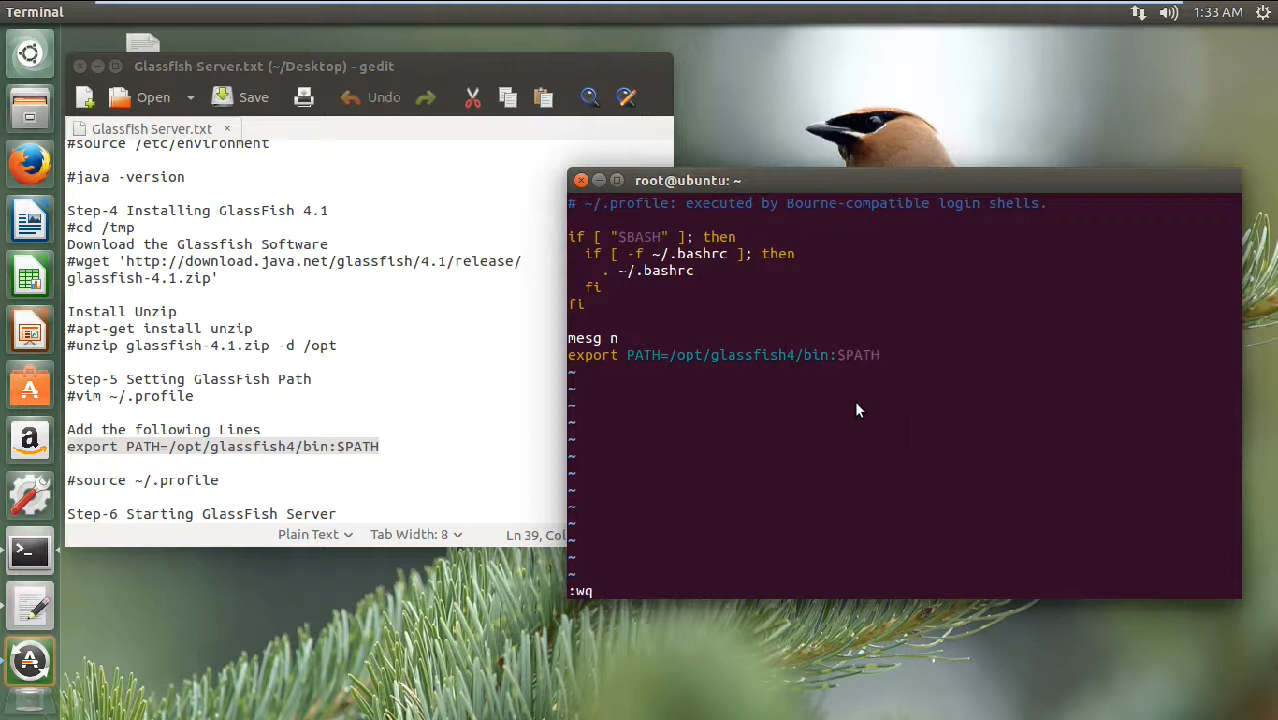 Terminal
1:33 AM
Glassfish Server.txt (~/Desktop) - gedit
Open
Save
Undo
Glassfish Server.txt ×
#source /etc/environment
#java -version
Step-4 Installing GlassFish 4.1
#cd /tmp
Download the Glassfish Software
#wget 'http://download.java.net/glassfish/4.1/release/
glassfish-4.1.zip'
Install Unzip
#apt-get install unzip
#unzip glassfish-4.1.zip -d /opt
Step-5 Setting GlassFish Path
#vim ~/.profile
Add the following Lines
export PATH=/opt/glassfish4/bin:$PATH
#source ~/.profile
Step-6 Starting GlassFish Server
Plain Text
Tab Width: 8
Ln 39, Col
root@ubuntu: ~
# ~/.profile: executed by Bourne-compatible login shells.
if [ "$BASH" ]; then
if [ -f ~/.bashrc ]; then
. ~/.bashrc
fi
fi
mesg n
export PATH=/opt/glassfish4/bin:$PATH
~
~
~
~
~
~
~
~
~
~
~
~
~
:wq